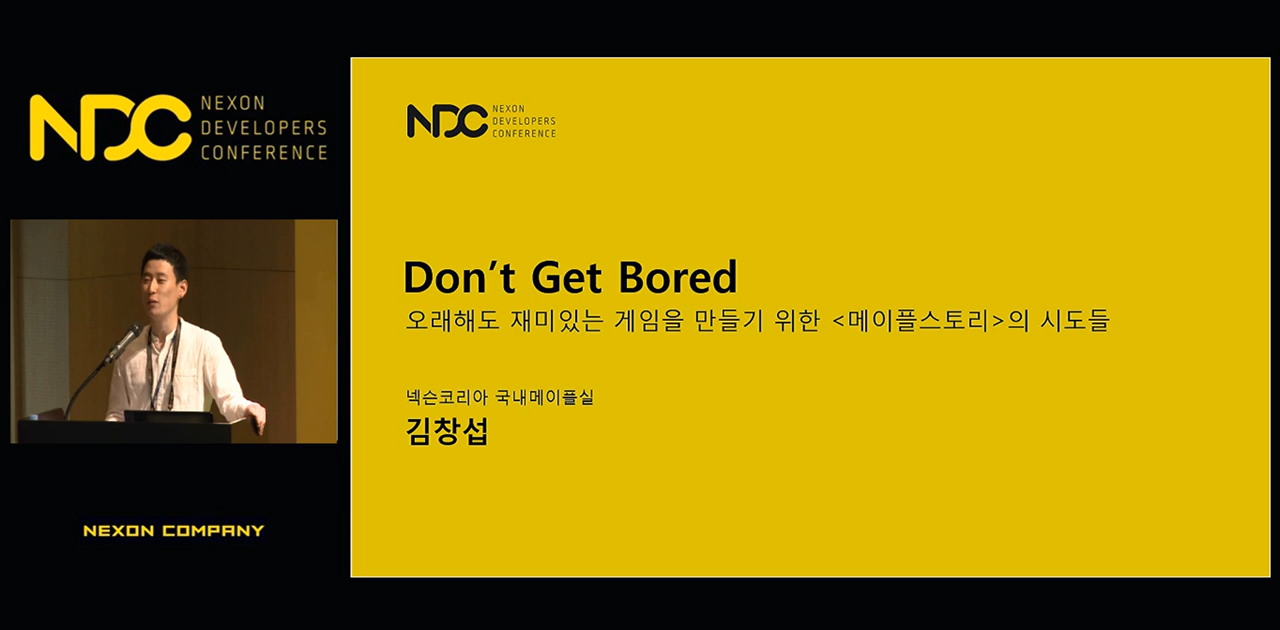 NDC NEXON
DEVELOPERS
CONFERENCE
NEXON COMPANY
NDC NEXON
DEVELOPERS
CONFERENCE
Don't Get Bored
오래해도 재미있는 게임을 만들기 위한 <메이플스토리>의 시도들
넥슨코리아 국내메이플실
김창섭